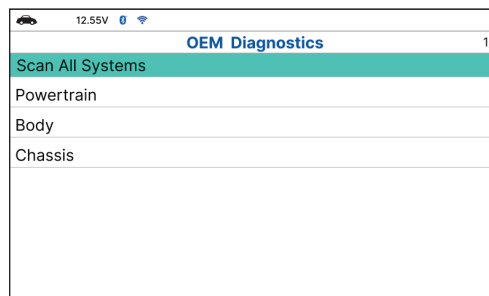 12.55V
OEM Diagnostics 1
Scan All Systems
Powertrain
Body
Chassis